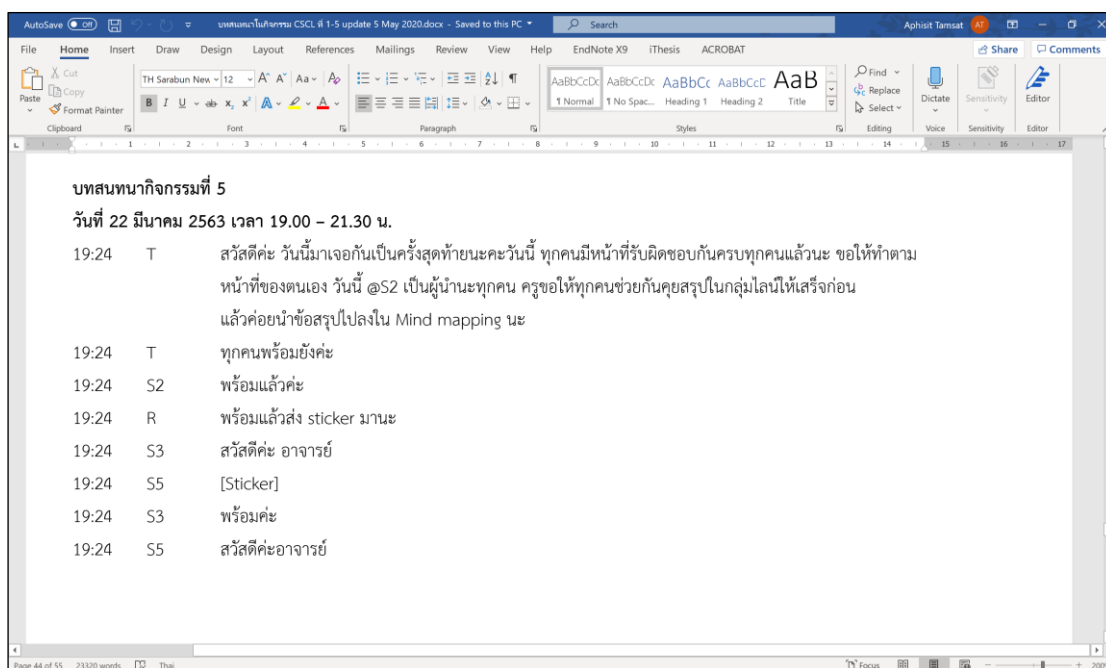 AutoSave Off บทสนทนาในกิจกรรม CSCL ที่ 1-5 update 5 May 2020.docx - Saved to this PC Search Aphisit Tamsat AT
File Home Insert Draw Design Layout References Mailings Review View Help EndNote X9 iThesis ACROBAT Share Comments
Paste Cut Copy Format Painter TH Sarabun New 12 AaBbCcDc AaBbCcDc AaBbCc AaBbCcC AaB Find Replace Select Dictate Sensitivity Editor
1 Normal 1 No Spac... Heading 1 Heading 2 Title
Clipboard Font Paragraph Styles Editing Voice Sensitivity Editor
1 2 3 4 5 6 7 8 9 10 11 12 13 14 15 16 17
บทสนทนากิจกรรมที่ 5
วันที่ 22 มีนาคม 2563 เวลา 19.00 – 21.30 น.
19:24 T สวัสดีค่ะ วันนี้มาเจอกันเป็นครั้งสุดท้ายนะคะวันนี้ ทุกคนมีหน้าที่รับผิดชอบกันครบทุกคนแล้วนะ ขอให้ทำตาม
หน้าที่ของตนเอง วันนี้ @S2 เป็นผู้นำนะทุกคน ครูขอให้ทุกคนช่วยกันคุยสรุปในกลุ่มไลน์ให้เสร็จก่อน
แล้วค่อยนำข้อสรุปไปลงใน Mind mapping นะ
19:24 T ทุกคนพร้อมยังค่ะ
19:24 S2 พร้อมแล้วค่ะ
19:24 R พร้อมแล้วส่ง sticker มานะ
19:24 S3 สวัสดีค่ะ อาจารย์
19:24 S5 [Sticker]
19:24 S3 พร้อมค่ะ
19:24 S5 สวัสดีค่ะอาจารย์
Page 44 of 55 23320 words Thai Focus